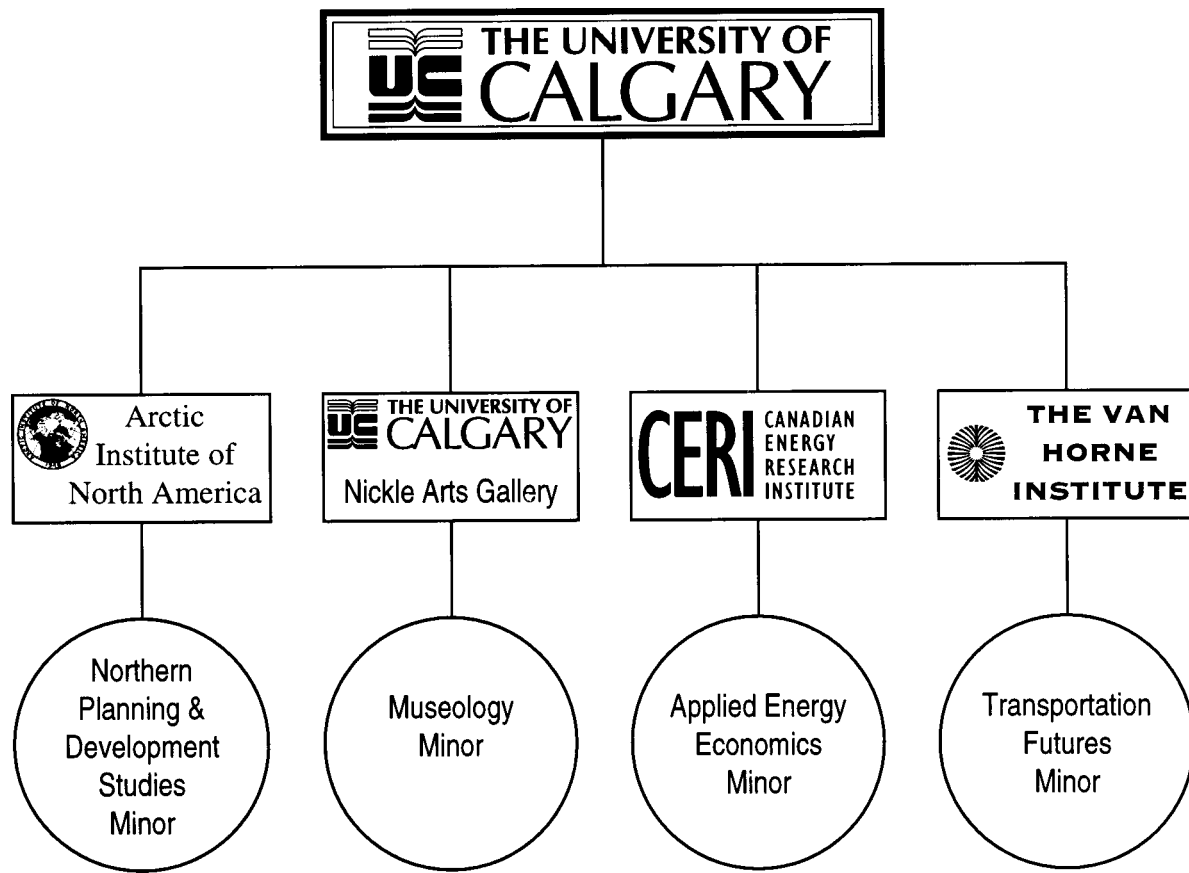 UC
THE UNIVERSITY OF
CALGARY
Arctic
Institute of
North America
UC
THE UNIVERSITY OF
CALGARY
Nickle Arts Gallery
CERI
CANADIAN
ENERGY
RESEARCH
INSTITUTE
THE VAN
HORNE
INSTITUTE
Northern
Planning &
Development
Studies
Minor
Museology
Minor
Applied Energy
Economics
Minor
Transportation
Futures
Minor